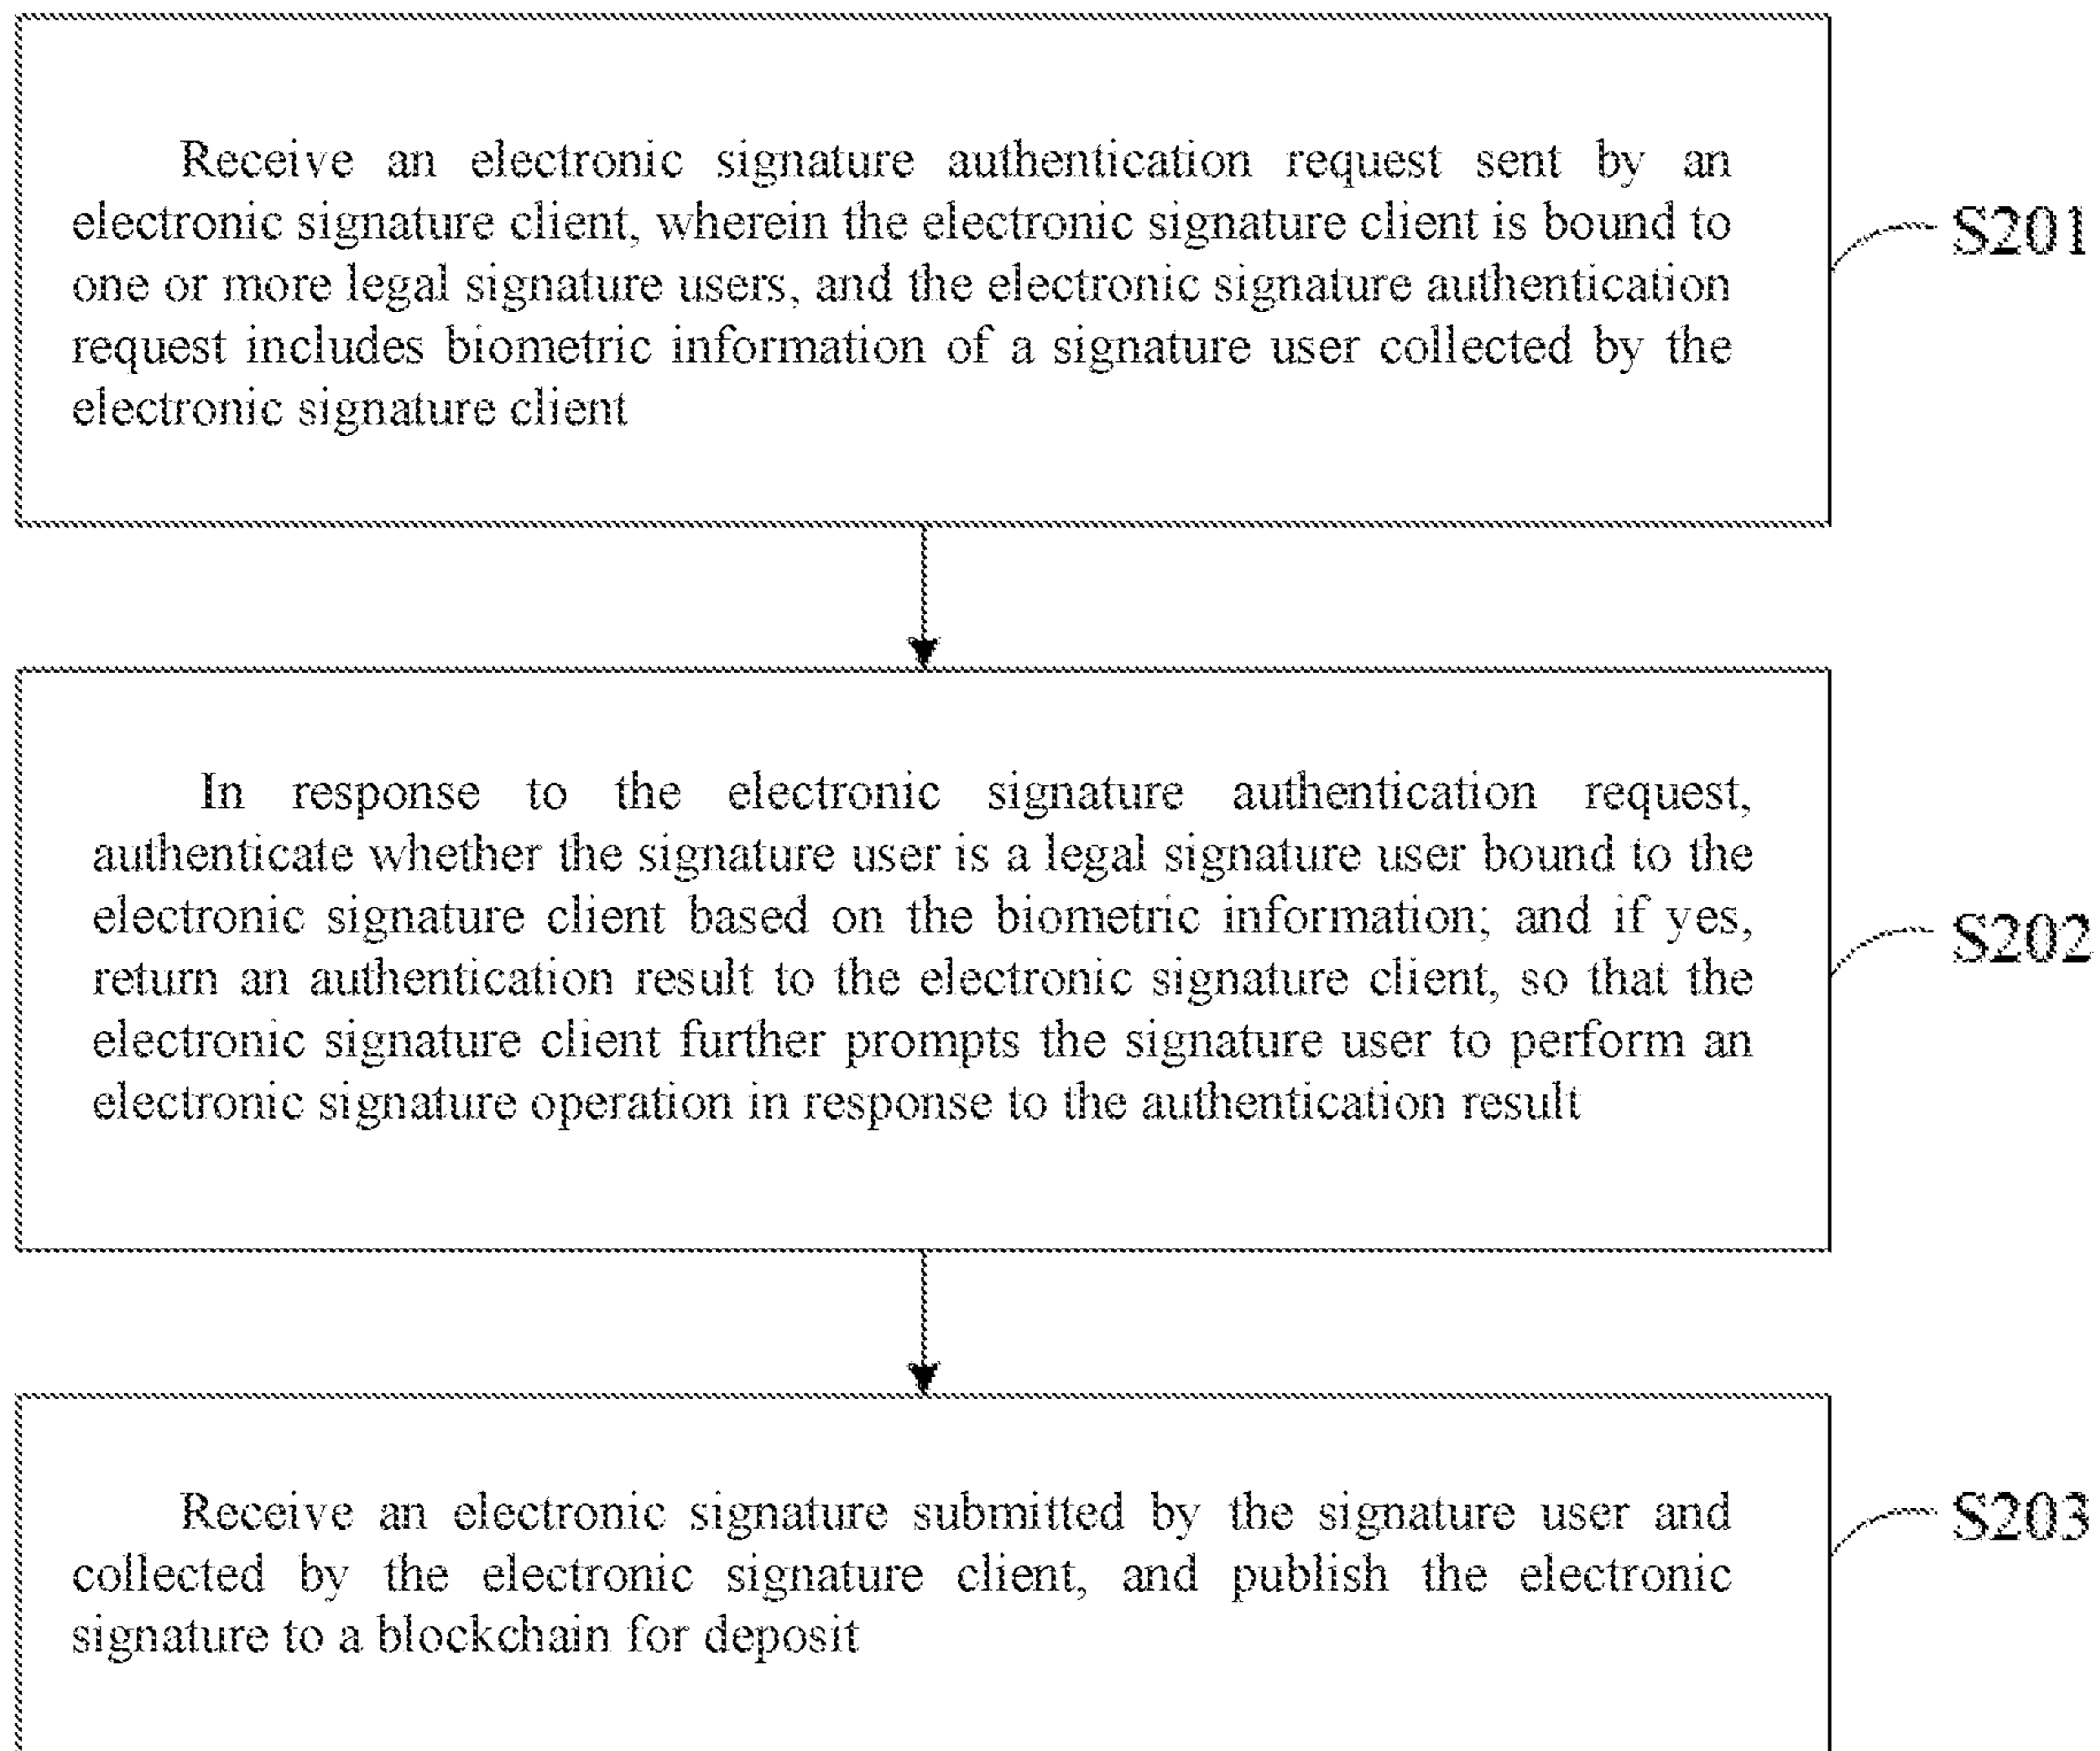 Receive an electronic signature authentication request sent by an
electronic signature client, wherein the electronic signature client is bound to
one or more legal signature users, and the electronic signature authentication
request includes biometric information of a signature user collected by the
electronic signature client
S201
In response to the electronic signature authentication request,
authenticate whether the signature user is a legal signature user bound to the
electronic signature client based on the biometric information; and if yes,
return an authentication result to the electronic signature client, so that the
electronic signature client further prompts the signature user to perform an
electronic signature operation in response to the authentication result
S202
Receive an electronic signature submitted by the signature user and
collected by the electronic signature client, and publish the electronic
signature to a blockchain for deposit
S203